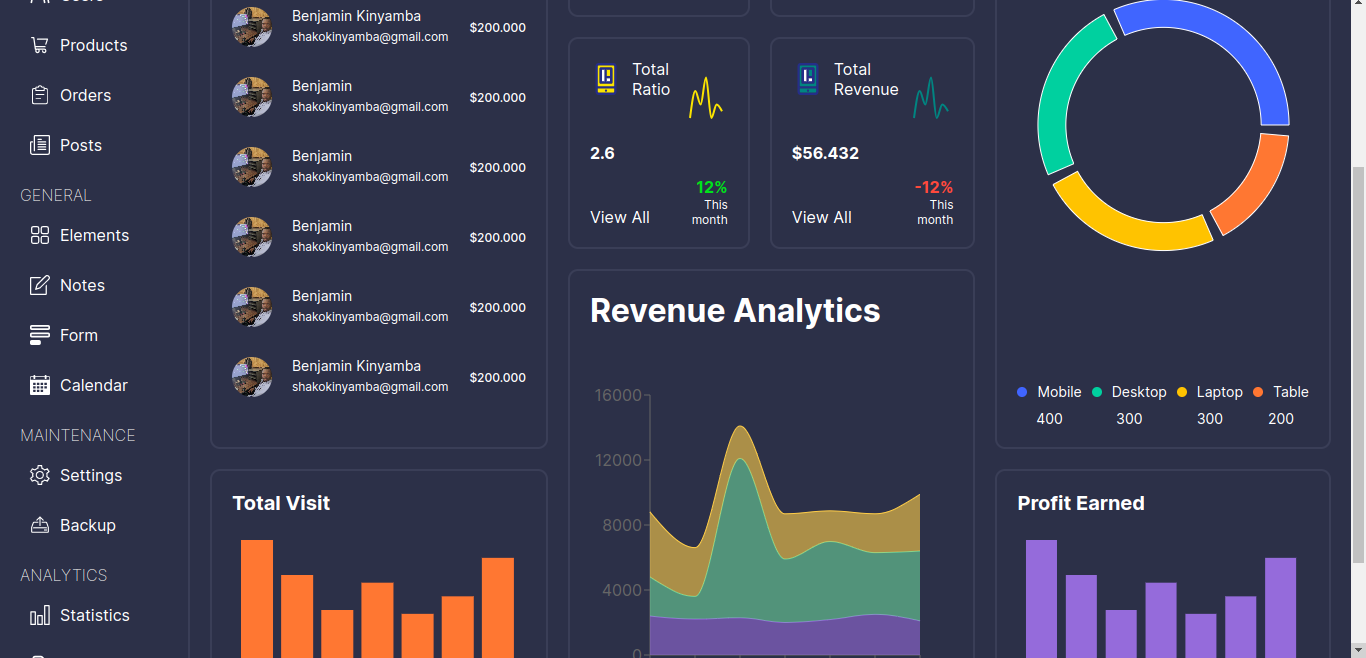 Products
Orders
Posts
GENERAL
Elements
Notes
Form
Calendar
MAINTENANCE
Settings
Backup
ANALYTICS
Statistics
Benjamin Kinyamba
shakokinyamba@gmail.com
$200.000
Benjamin
shakokinyamba@gmail.com
$200.000
Benjamin
shakokinyamba@gmail.com
$200.000
Benjamin
shakokinyamba@gmail.com
$200.000
Benjamin
shakokinyamba@gmail.com
$200.000
Benjamin Kinyamba
shakokinyamba@gmail.com
$200.000
Total Visit
Total
Ratio
2.6
12%
This
month
View All
Total
Revenue
$56.432
-12%
This
month
View All
Revenue Analytics
16000
12000
8000
4000
0
Mobile
400
Desktop
300
Laptop
300
Table
200
Profit Earned